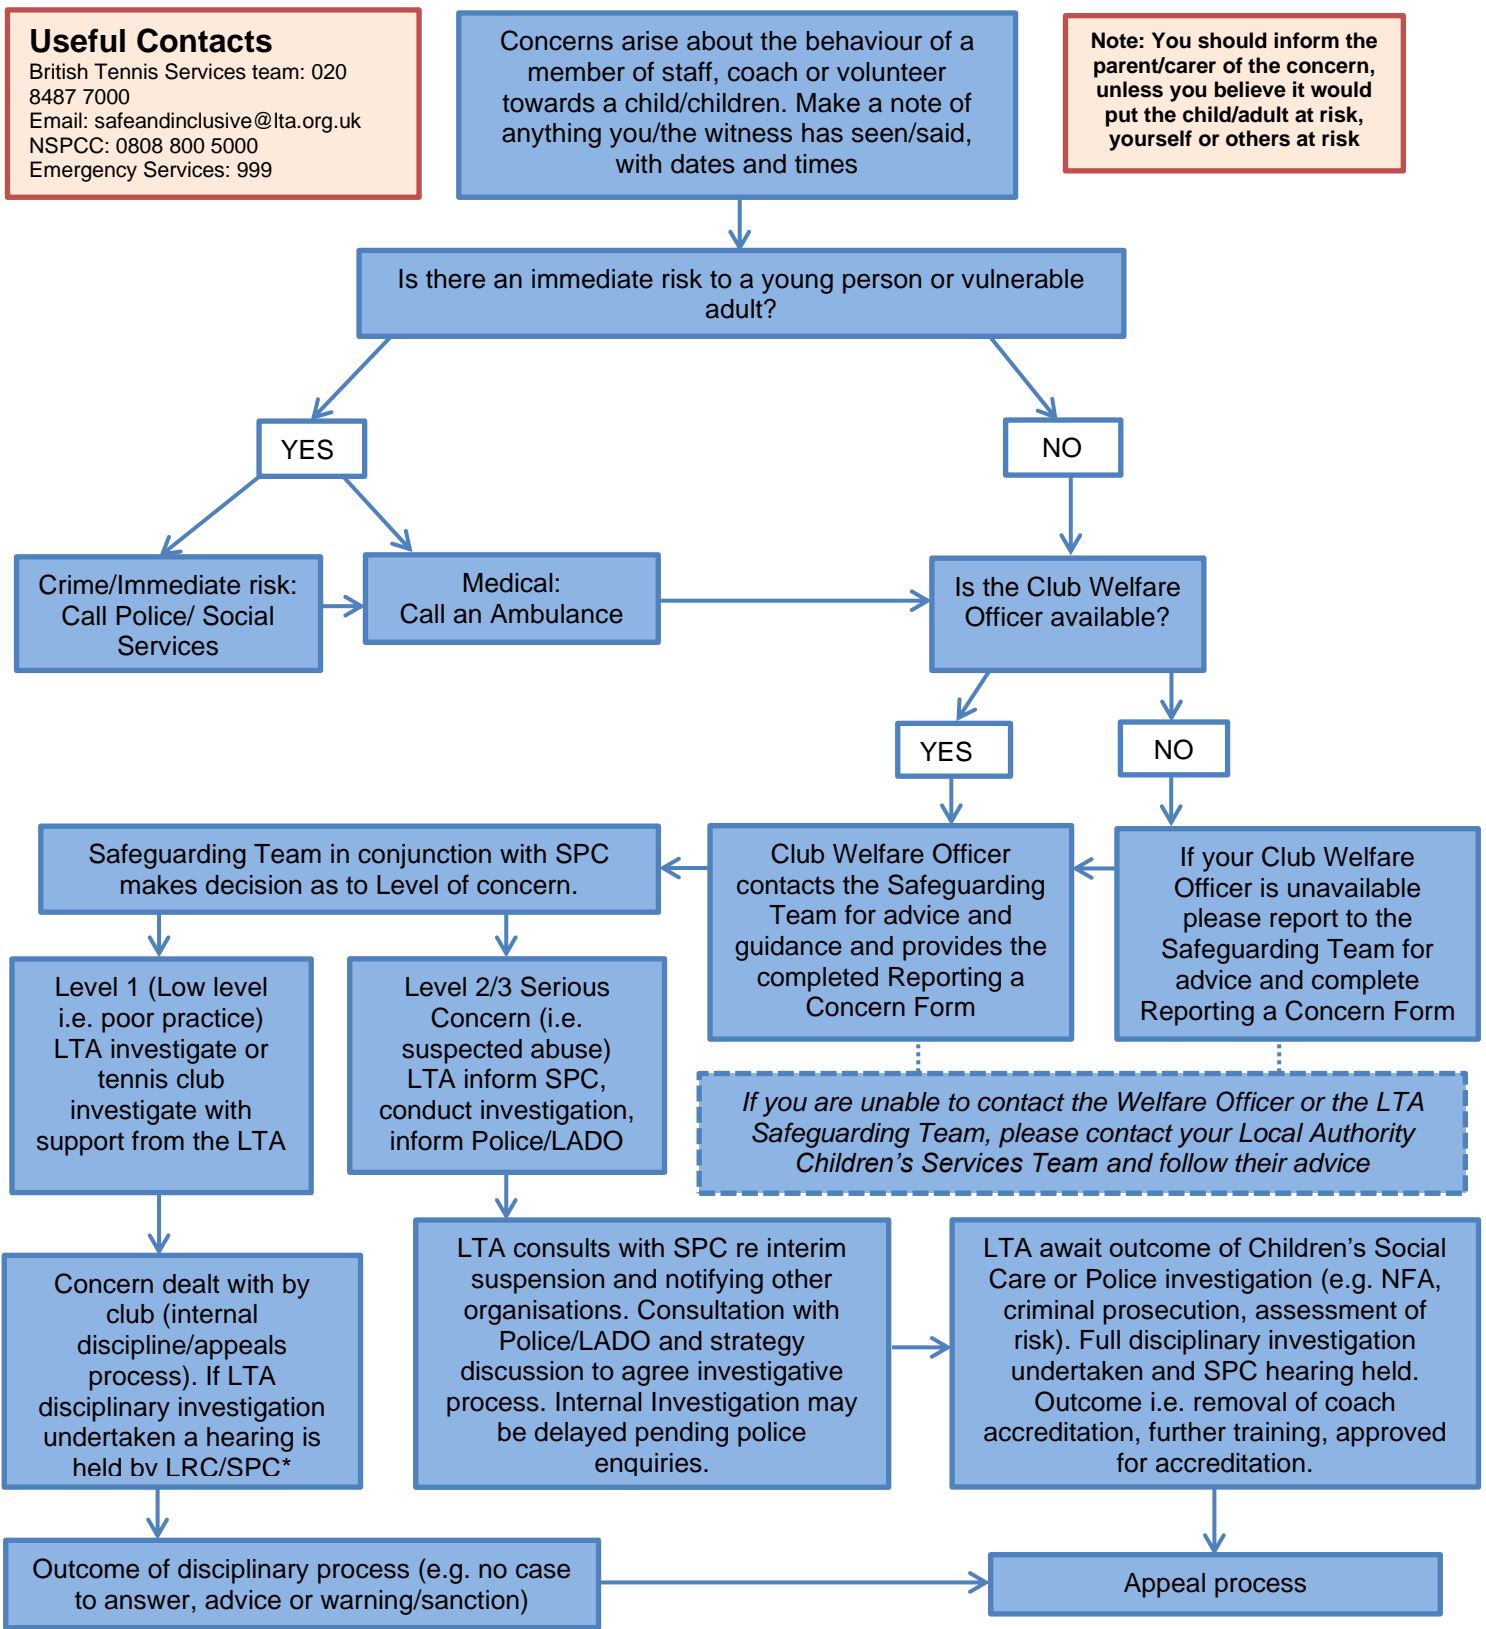 Useful Contacts
British Tennis Services team: 020
8487 7000
Email: safeandinclusive@lta.org.uk
NSPCC: 0808 800 5000
Emergency Services: 999
Concerns arise about the behaviour of a
member of staff, coach or volunteer
towards a child/children. Make a note of
anything you/the witness has seen/said,
with dates and times
Note: You should inform the
parent/carer of the concern,
unless you believe it would
put the child/adult at risk,
yourself or others at risk
Is there an immediate risk to a young person or vulnerable
adult?
YES
NO
Crime/Immediate risk:
Call Police/ Social
Services
Medical:
Call an Ambulance
Is the Club Welfare
Officer available?
YES
NO
Safeguarding Team in conjunction with SPC
makes decision as to Level of concern.
Club Welfare Officer
contacts the Safeguarding
Team for advice and
guidance and provides the
completed Reporting a
Concern Form
If your Club Welfare
Officer is unavailable
please report to the
Safeguarding Team for
advice and complete
Reporting a Concern Form
Level 1 (Low level
i.e. poor practice)
LTA investigate or
tennis club
investigate with
support from the LTA
Level 2/3 Serious
Concern (i.e.
suspected abuse)
LTA inform SPC,
conduct investigation,
inform Police/LADO
If you are unable to contact the Welfare Officer or the LTA
Safeguarding Team, please contact your Local Authority
Children’s Services Team and follow their advice
Concern dealt with by
club (internal
discipline/appeals
process). If LTA
disciplinary investigation
undertaken a hearing is
held by LRC/SPC*
LTA consults with SPC re interim
suspension and notifying other
organisations. Consultation with
Police/LADO and strategy
discussion to agree investigative
process. Internal Investigation may
be delayed pending police
enquiries.
LTA await outcome of Children’s Social
Care or Police investigation (e.g. NFA,
criminal prosecution, assessment of
risk). Full disciplinary investigation
undertaken and SPC hearing held.
Outcome i.e. removal of coach
accreditation, further training, approved
for accreditation.
Outcome of disciplinary process (e.g. no case
to answer, advice or warning/sanction)
Appeal process